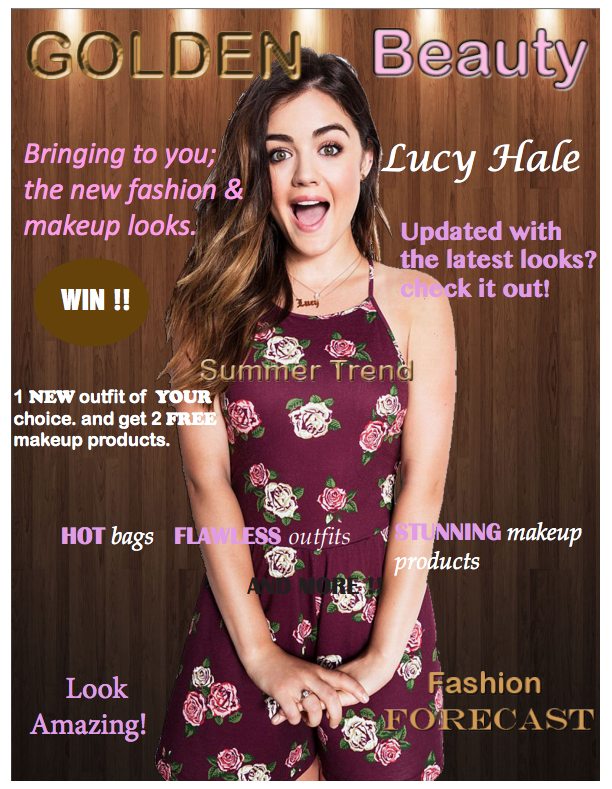 GOLDEN Beauty
Bringing to you;
the new fashion &
makeup looks.
Lucy Hale
Updated with
the latest looks?
check it out!
WIN !!
Lucy
Summer Trend
1 NEW outfit of YOUR
choice. and get 2 FREE
makeup products.
HOT bags FLAWLESS outfits STUNNING makeup
products
AND MORE !!
Look
Amazing!
Fashion
FORECAST